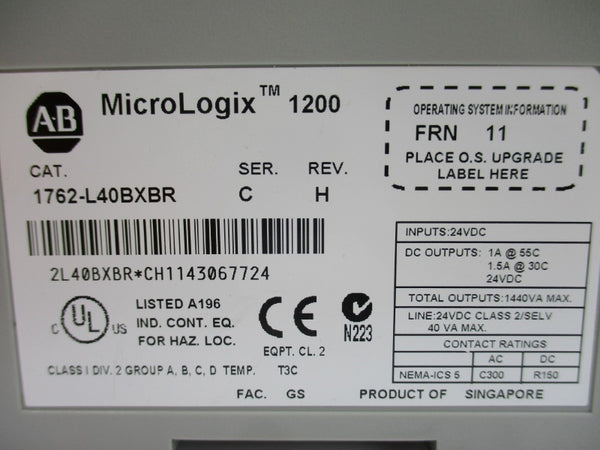 A-B
MicroLogix™ 1200
CAT. SER. REV.
1762-L40BXBR C H
2L40BXBR*CH1143067724
OPERATING SYSTEM INFORMATION
FRN 11
PLACE O.S. UPGRADE
LABEL HERE
C UL US
LISTED A196
IND. CONT. EQ.
FOR HAZ. LOC.
CE
EQPT. CL. 2
N223
CLASS I DIV. 2 GROUP A, B, C, D TEMP. T3C
INPUTS:24VDC
DC OUTPUTS: 1A @ 55C
1.5A @ 30C
24VDC
TOTAL OUTPUTS:1440VA MAX.
LINE:24VDC CLASS 2/SELV
40 VA MAX.
CONTACT RATINGS
AC DC
NEMA-ICS 5 C300 R150
FAC. GS PRODUCT OF SINGAPORE